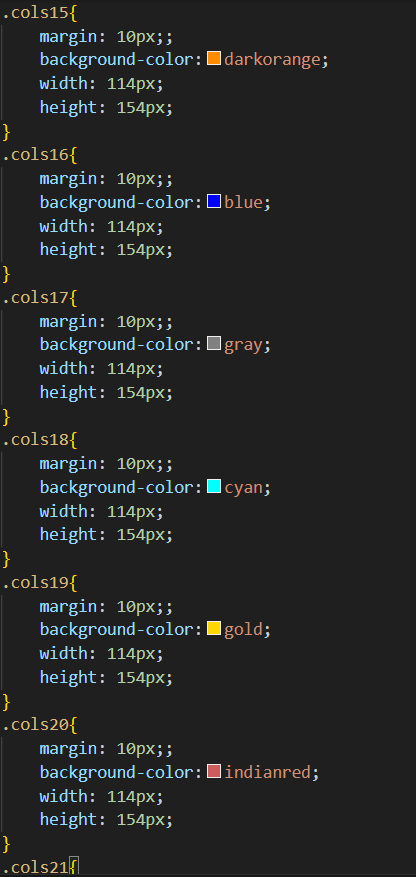 .cols15{
    margin: 10px;;
    background-color: darkorange;
    width: 114px;
    height: 154px;
}
.cols16{
    margin: 10px;;
    background-color: blue;
    width: 114px;
    height: 154px;
}
.cols17{
    margin: 10px;;
    background-color: gray;
    width: 114px;
    height: 154px;
}
.cols18{
    margin: 10px;;
    background-color: cyan;
    width: 114px;
    height: 154px;
}
.cols19{
    margin: 10px;;
    background-color: gold;
    width: 114px;
    height: 154px;
}
.cols20{
    margin: 10px;;
    background-color: indianred;
    width: 114px;
    height: 154px;
}
.cols21{